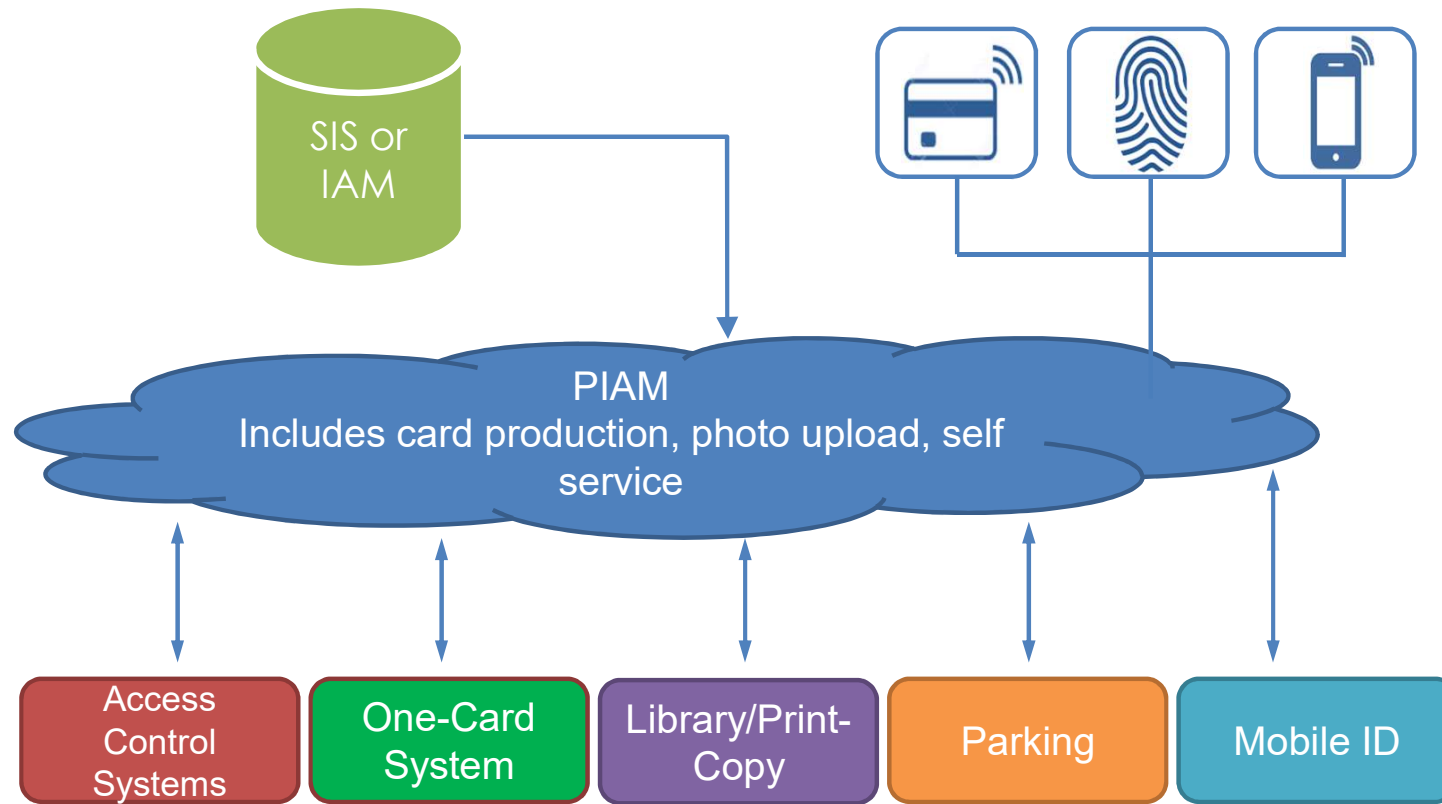 SIS or
IAM
PIAM
Includes card production, photo upload, self
service
Access
Control
Systems
One-Card
System
Library/Print-
Copy
Parking
Mobile ID